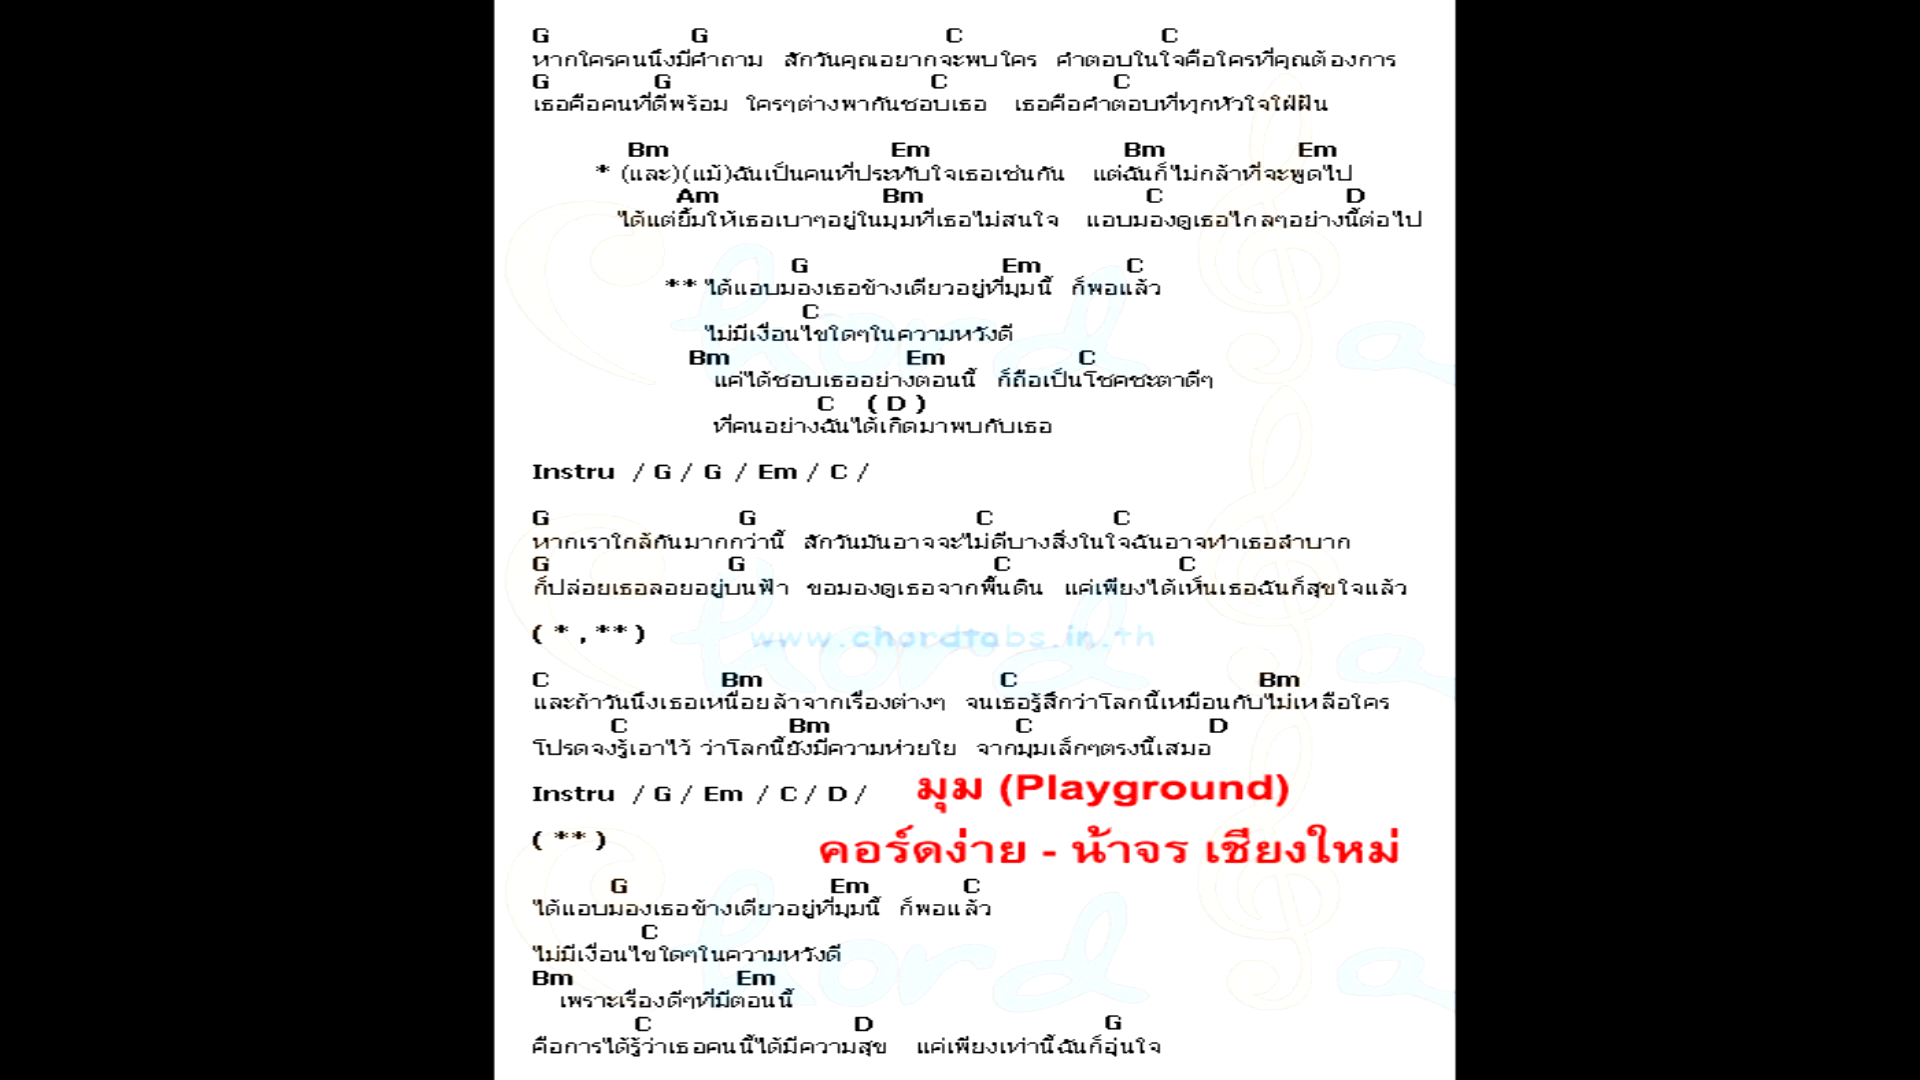 G G C C
หากใครคนนึงมีคำถาม สักวันคุณอยากจะพบใคร คำตอบในใจคือใครที่คุณต้องการ
G G C C
เธอคือคนที่ดีพร้อม ใครๆต่างพากันชอบเธอ เธอคือคำตอบที่ทุกหัวใจใฝ่ฝัน
Bm Em Bm Em
* (และ)(แม้)ฉันเป็นคนที่ประทับใจเธอเช่นกัน แต่ฉันก็ไม่กล้าที่จะพูดไป
Am Bm C D
ได้แต่ยิ้มให้เธอเบาๆอยู่ในมุมที่เธอไม่สนใจ แอบมองดูเธอไกลๆอย่างนี้ต่อไป
G Em C
** ได้แอบมองเธอข้างเดียวอยู่ที่มุมนี้ ก็พอแล้ว
C
ไม่มีเงื่อนไขใดๆในความหวังดี
Bm Em C
แค่ได้ชอบเธออย่างตอนนี้ ก็ถือเป็นโชคชะตาดีๆ
C ( D )
ที่คนอย่างฉันได้เกิดมาพบกับเธอ
Instru / G / G / Em / C /
G G C C
หากเราใกล้กันมากกว่านี้ สักวันมันอาจจะไม่ดีบางสิ่งในใจฉันอาจทำเธอลำบาก
G G C C
ก็ปล่อยเธอลอยอยู่บนฟ้า ขอมองดูเธอจากพื้นดิน แค่เพียงได้เห็นเธอฉันก็สุขใจแล้ว
( * , ** )
www.chordtabs.in.th
C Bm C Bm
และถ้าวันนึงเธอเหนื่อยล้าจากเรื่องต่างๆ จนเธอรู้สึกว่าโลกนี้เหมือนกับไม่เหลือใคร
C Bm C D
โปรดจงรู้เอาไว้ ว่าโลกนี้ยังมีความห่วยใย จากมุมเล็กๆตรงนี้เสมอ
Instru / G / Em / C / D / มุม (Playground)
( ** ) คอร์ดง่าย - น้าจร เชียงใหม่
G Em C
ได้แอบมองเธอข้างเดียวอยู่ที่มุมนี้ ก็พอแล้ว
C
ไม่มีเงื่อนไขใดๆในความหวังดี
Bm Em
เพราะเรื่องดีๆที่มีตอนนี้
C D G
คือการได้รู้ว่าเธอคนนี้ได้มีความสุข แค่เพียงเท่านี้ฉันก็อุ่นใจ